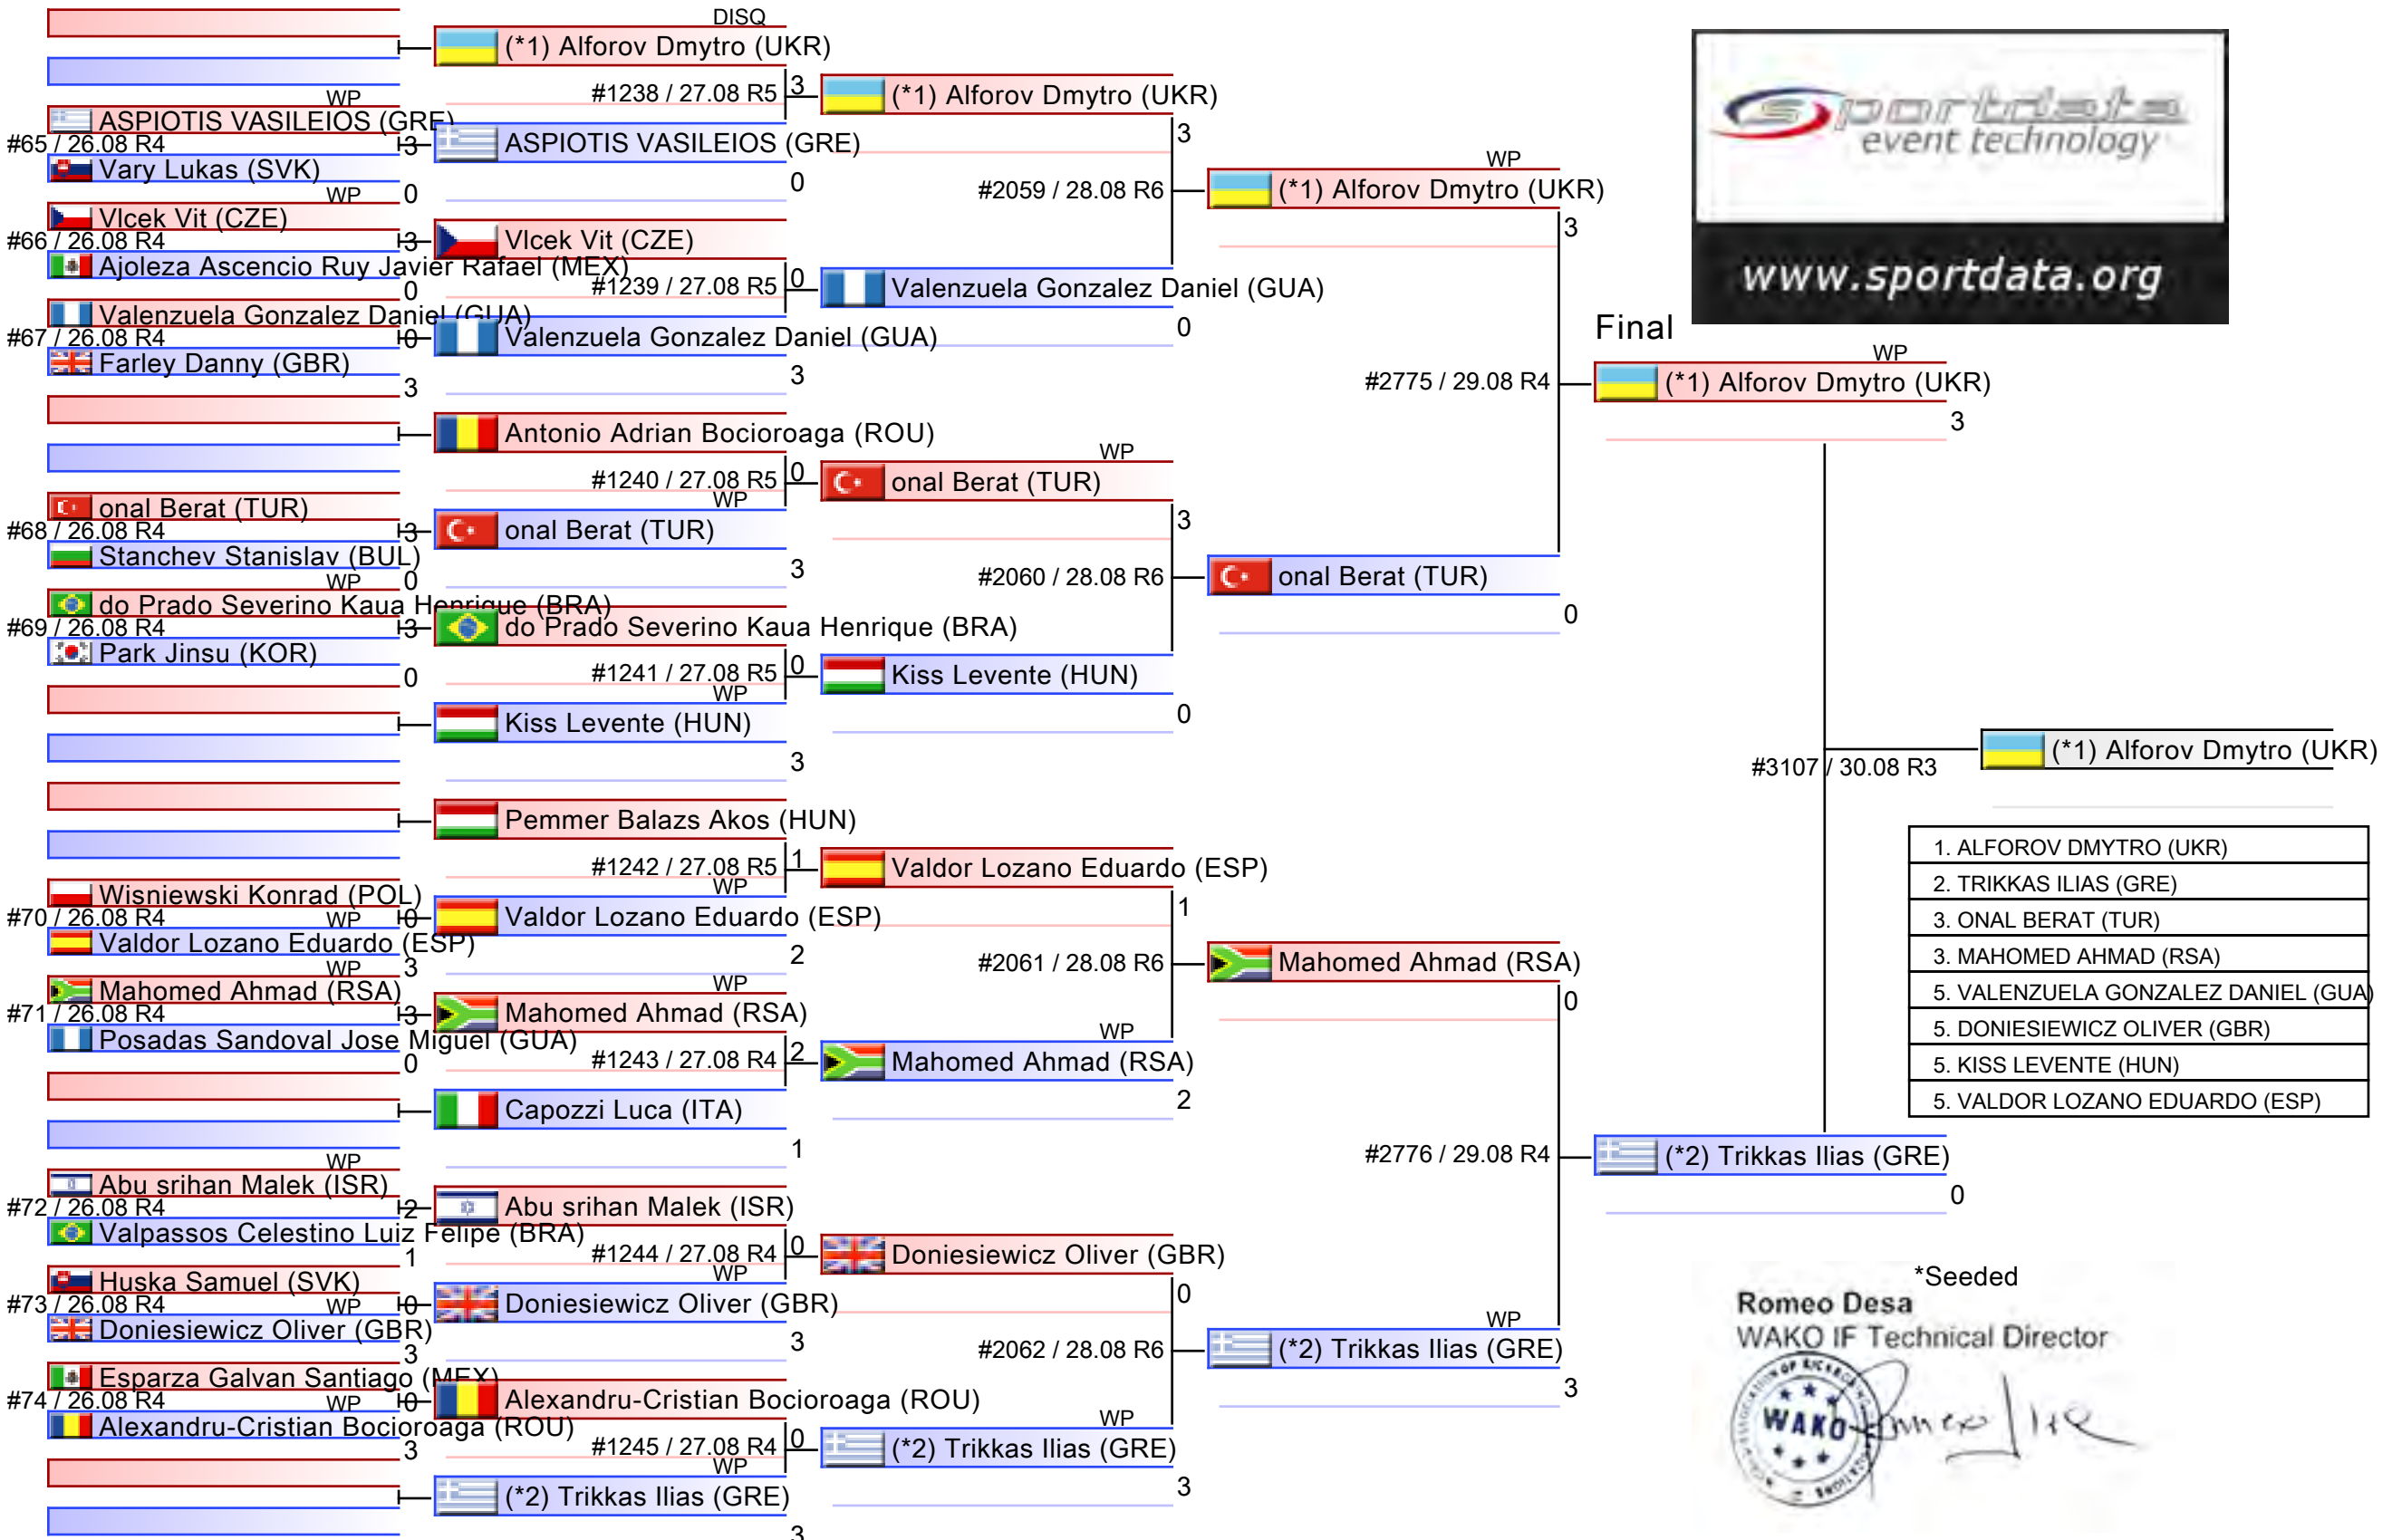 DISQ
(*1) Alforov Dmytro (UKR)
#1238 / 27.08 R5
3
(*1) Alforov Dmytro (UKR)
WP
ASPIOTIS VASILEIOS (GRE)
#65 / 26.08 R4
3
ASPIOTIS VASILEIOS (GRE)
3
Vary Lukas (SVK)
0
0
#2059 / 28.08 R6
WP
(*1) Alforov Dmytro (UKR)
3
WP
Vlcek Vit (CZE)
#66 / 26.08 R4
3
Vlcek Vit (CZE)
Ajoleza Ascencio Ruy Javier Rafael (MEX)
0
#1239 / 27.08 R5
0
Valenzuela Gonzalez Daniel (GUA)
0
Valenzuela Gonzalez Daniel (GUA)
#67 / 26.08 R4
0
Valenzuela Gonzalez Daniel (GUA)
Farley Danny (GBR)
3
3
Final
#2775 / 29.08 R4
WP
(*1) Alforov Dmytro (UKR)
3
Antonio Adrian Bocioroaga (ROU)
#1240 / 27.08 R5
0
WP
onal Berat (TUR)
3
WP
onal Berat (TUR)
#68 / 26.08 R4
3
onal Berat (TUR)
Stanchev Stanislav (BUL)
0
3
#2060 / 28.08 R6
onal Berat (TUR)
0
WP
do Prado Severino Kaua Henrique (BRA)
#69 / 26.08 R4
3
do Prado Severino Kaua Henrique (BRA)
Park Jinsu (KOR)
0
#1241 / 27.08 R5
0
Kiss Levente (HUN)
0
WP
Kiss Levente (HUN)
3
#3107 / 30.08 R3
(*1) Alforov Dmytro (UKR)
Pemmer Balazs Akos (HUN)
#1242 / 27.08 R5
1
Valdor Lozano Eduardo (ESP)
1
WP
Wisniewski Konrad (POL)
#70 / 26.08 R4
WP
0
Valdor Lozano Eduardo (ESP)
Valdor Lozano Eduardo (ESP)
3
2
#2061 / 28.08 R6
Mahomed Ahmad (RSA)
0
WP
Mahomed Ahmad (RSA)
#71 / 26.08 R4
3
WP
Mahomed Ahmad (RSA)
Posadas Sandoval Jose Miguel (GUA)
0
#1243 / 27.08 R4
2
WP
Mahomed Ahmad (RSA)
2
Capozzi Luca (ITA)
1
#2776 / 29.08 R4
(*2) Trikkas Ilias (GRE)
0
WP
Abu srihan Malek (ISR)
#72 / 26.08 R4
2
Abu srihan Malek (ISR)
Valpassos Celestino Luiz Felipe (BRA)
1
#1244 / 27.08 R4
0
Doniesiewicz Oliver (GBR)
0
WP
Huska Samuel (SVK)
#73 / 26.08 R4
WP
0
Doniesiewicz Oliver (GBR)
Doniesiewicz Oliver (GBR)
3
3
#2062 / 28.08 R6
WP
(*2) Trikkas Ilias (GRE)
3
Esparza Galvan Santiago (MEX)
#74 / 26.08 R4
WP
0
Alexandru-Cristian Bocioroaga (ROU)
Alexandru-Cristian Bocioroaga (ROU)
3
#1245 / 27.08 R4
0
WP
(*2) Trikkas Ilias (GRE)
3
WP
(*2) Trikkas Ilias (GRE)
3
sportdata
event technology
www.sportdata.org
1. ALFOROV DMYTRO (UKR)
2. TRIKKAS ILIAS (GRE)
3. ONAL BERAT (TUR)
3. MAHOMED AHMAD (RSA)
5. VALENZUELA GONZALEZ DANIEL (GUA)
5. DONIESIEWICZ OLIVER (GBR)
5. KISS LEVENTE (HUN)
5. VALDOR LOZANO EDUARDO (ESP)
*Seeded
Romeo Desa
WAKO IF Technical Director
WAKO